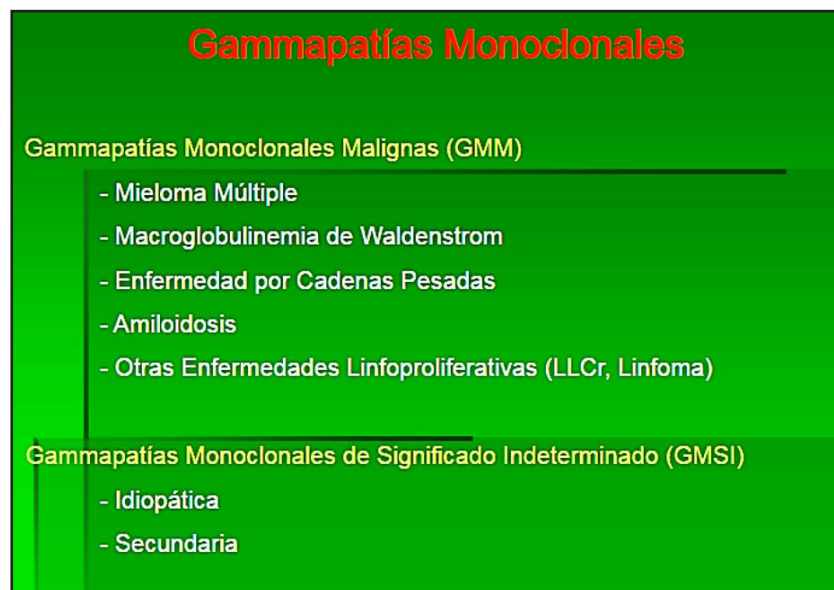 Gammapatías Monoclonales
Gammapatías Monoclonales Malignas (GMM)
- Mieloma Múltiple
- Macroglobulinemia de Waldenstrom
- Enfermedad por Cadenas Pesadas
- Amiloidosis
- Otras Enfermedades Linfoproliferativas (LLCr, Linfoma)
Gammapatías Monoclonales de Significado Indeterminado (GMSI)
- Idiopática
- Secundaria